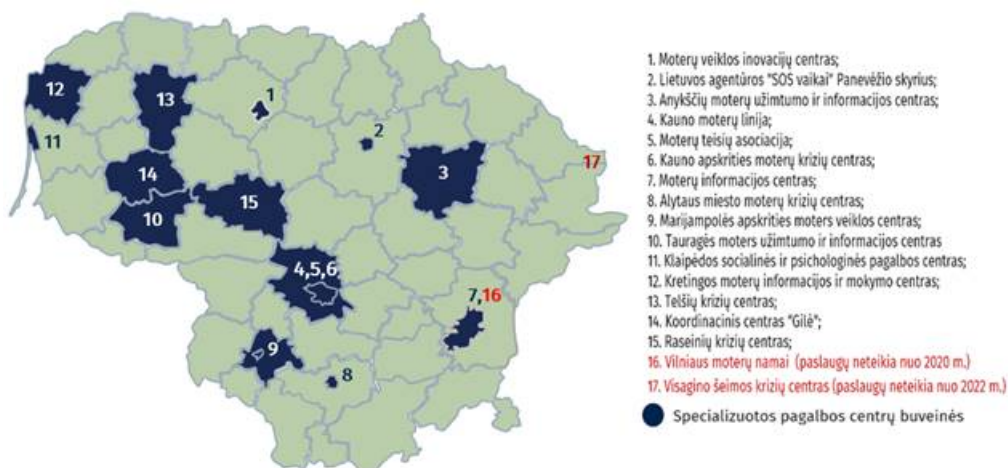 12
13
1
2
11
17
14
3
15
10
4,5,6
7,16
9
8
1. Moterų veiklos inovacijų centras;
2. Lietuvos agentūros "SOS vaikai" Panevėžio skyrius;
3. Anykščių moterų užimtumo ir informacijos centras;
4. Kauno moterų linija;
5. Moterų teisių asociacija;
6. Kauno apskrities moterų krizių centras;
7. Moterų informacijos centras;
8. Alytaus miesto moterų krizių centras;
9. Marijampolės apskrities moters veiklos centras;
10. Tauragės moters užimtumo ir informacijos centras
11. Klaipėdos socialinės ir psichologinės pagalbos centras;
12. Kretingos moterų informacijos ir mokymo centras;
13. Telšių krizių centras;
14. Koordinacinis centras "Gilė";
15. Raseinių krizių centras;
16. Vilniaus moterų namai (paslaugų neteikia nuo 2020 m.)
17. Visagino šeimos krizių centras (paslaugų neteikia nuo 2022 m.)
Specializuotos pagalbos centrų buveinės